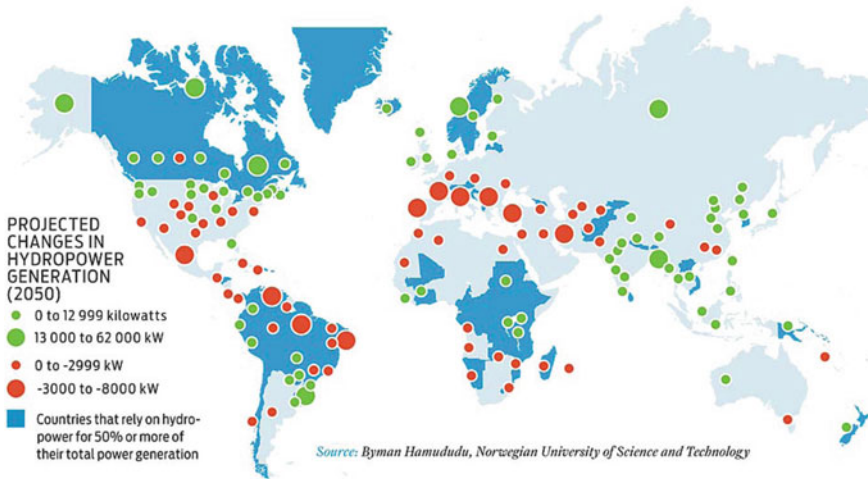 PROJECTED
CHANGES IN
HYDROPOWER
GENERATION
(2050)
0 to 12 999 kilowatts
13 000 to 62 000 kW
0 to -2999 kW
-3000 to -8000 kW
Countries that rely on hydro-
power for 50% or more of
their total power generation
Source: Byman Hamududu, Norwegian University of Science and Technology